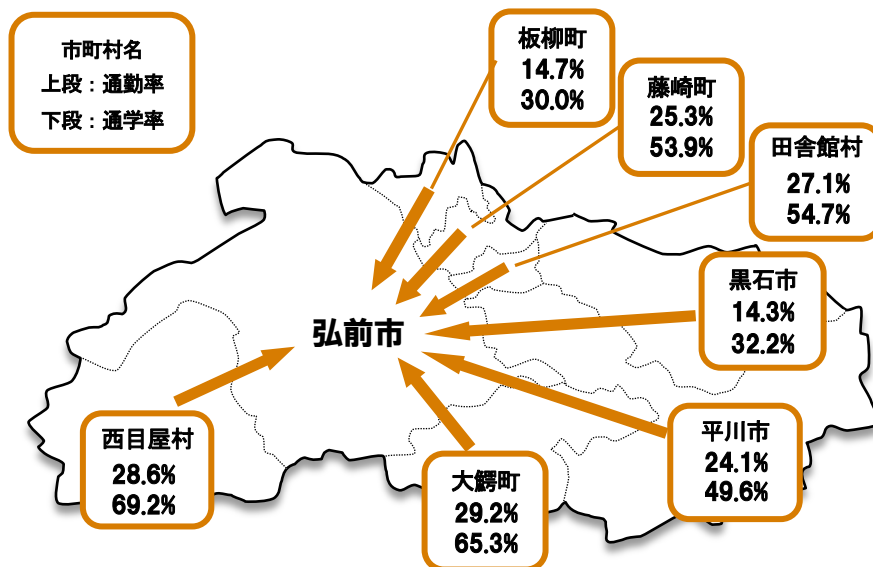 市町村名
上段：通勤率
下段：通学率
板柳町
14.7%
30.0%
藤崎町
25.3%
53.9%
田舎館村
27.1%
54.7%
黒石市
14.3%
32.2%
弘前市
西目屋村
28.6%
69.2%
大鰐町
29.2%
65.3%
平川市
24.1%
49.6%